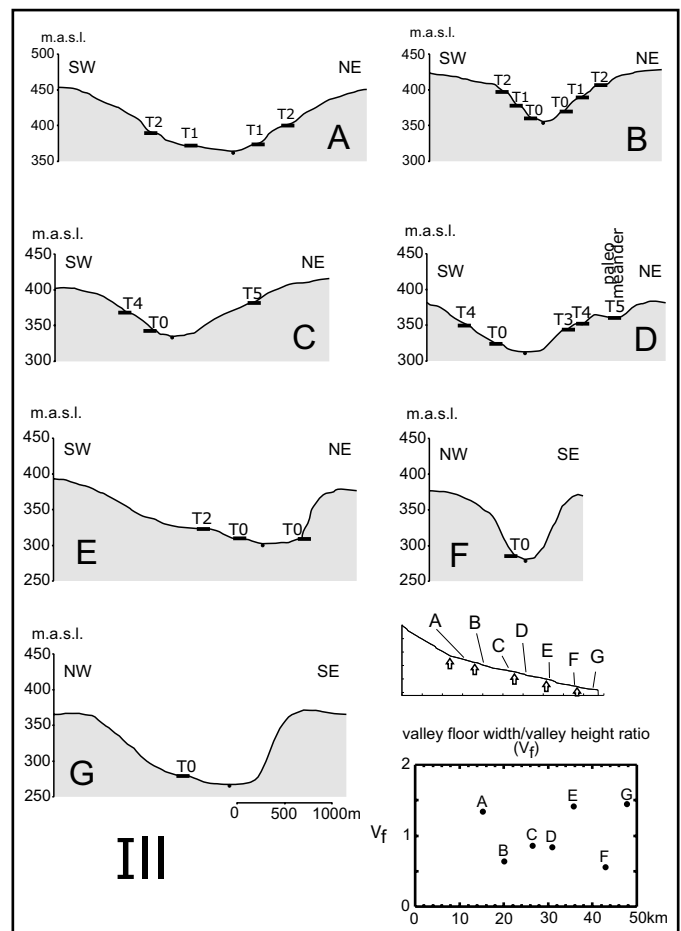 m.a.s.l.
500
450
400
350
SW
NE
T2
T1
T1
T2
A
m.a.s.l.
500
450
400
350
SW
NE
T2
T1
T0
T0
T1
T2
B
m.a.s.l.
450
400
350
300
SW
NE
T4
T0
T5
C
m.a.s.l.
450
400
350
300
SW
NE
paleo
meander
T4
T0
T3
T4
T5
D
m.a.s.l.
450
400
350
300
250
SW
NE
T2
T0
T0
E
m.a.s.l.
450
400
350
300
250
NW
SE
T0
F
m.a.s.l.
450
400
350
300
250
NW
SE
T0
G
0 500 1000m
III
A B C D E F G
valley floor width/valley height ratio
(Vf)
2
1
0
Vf
A
B
C
D
E
F
G
0 10 20 30 40 50km